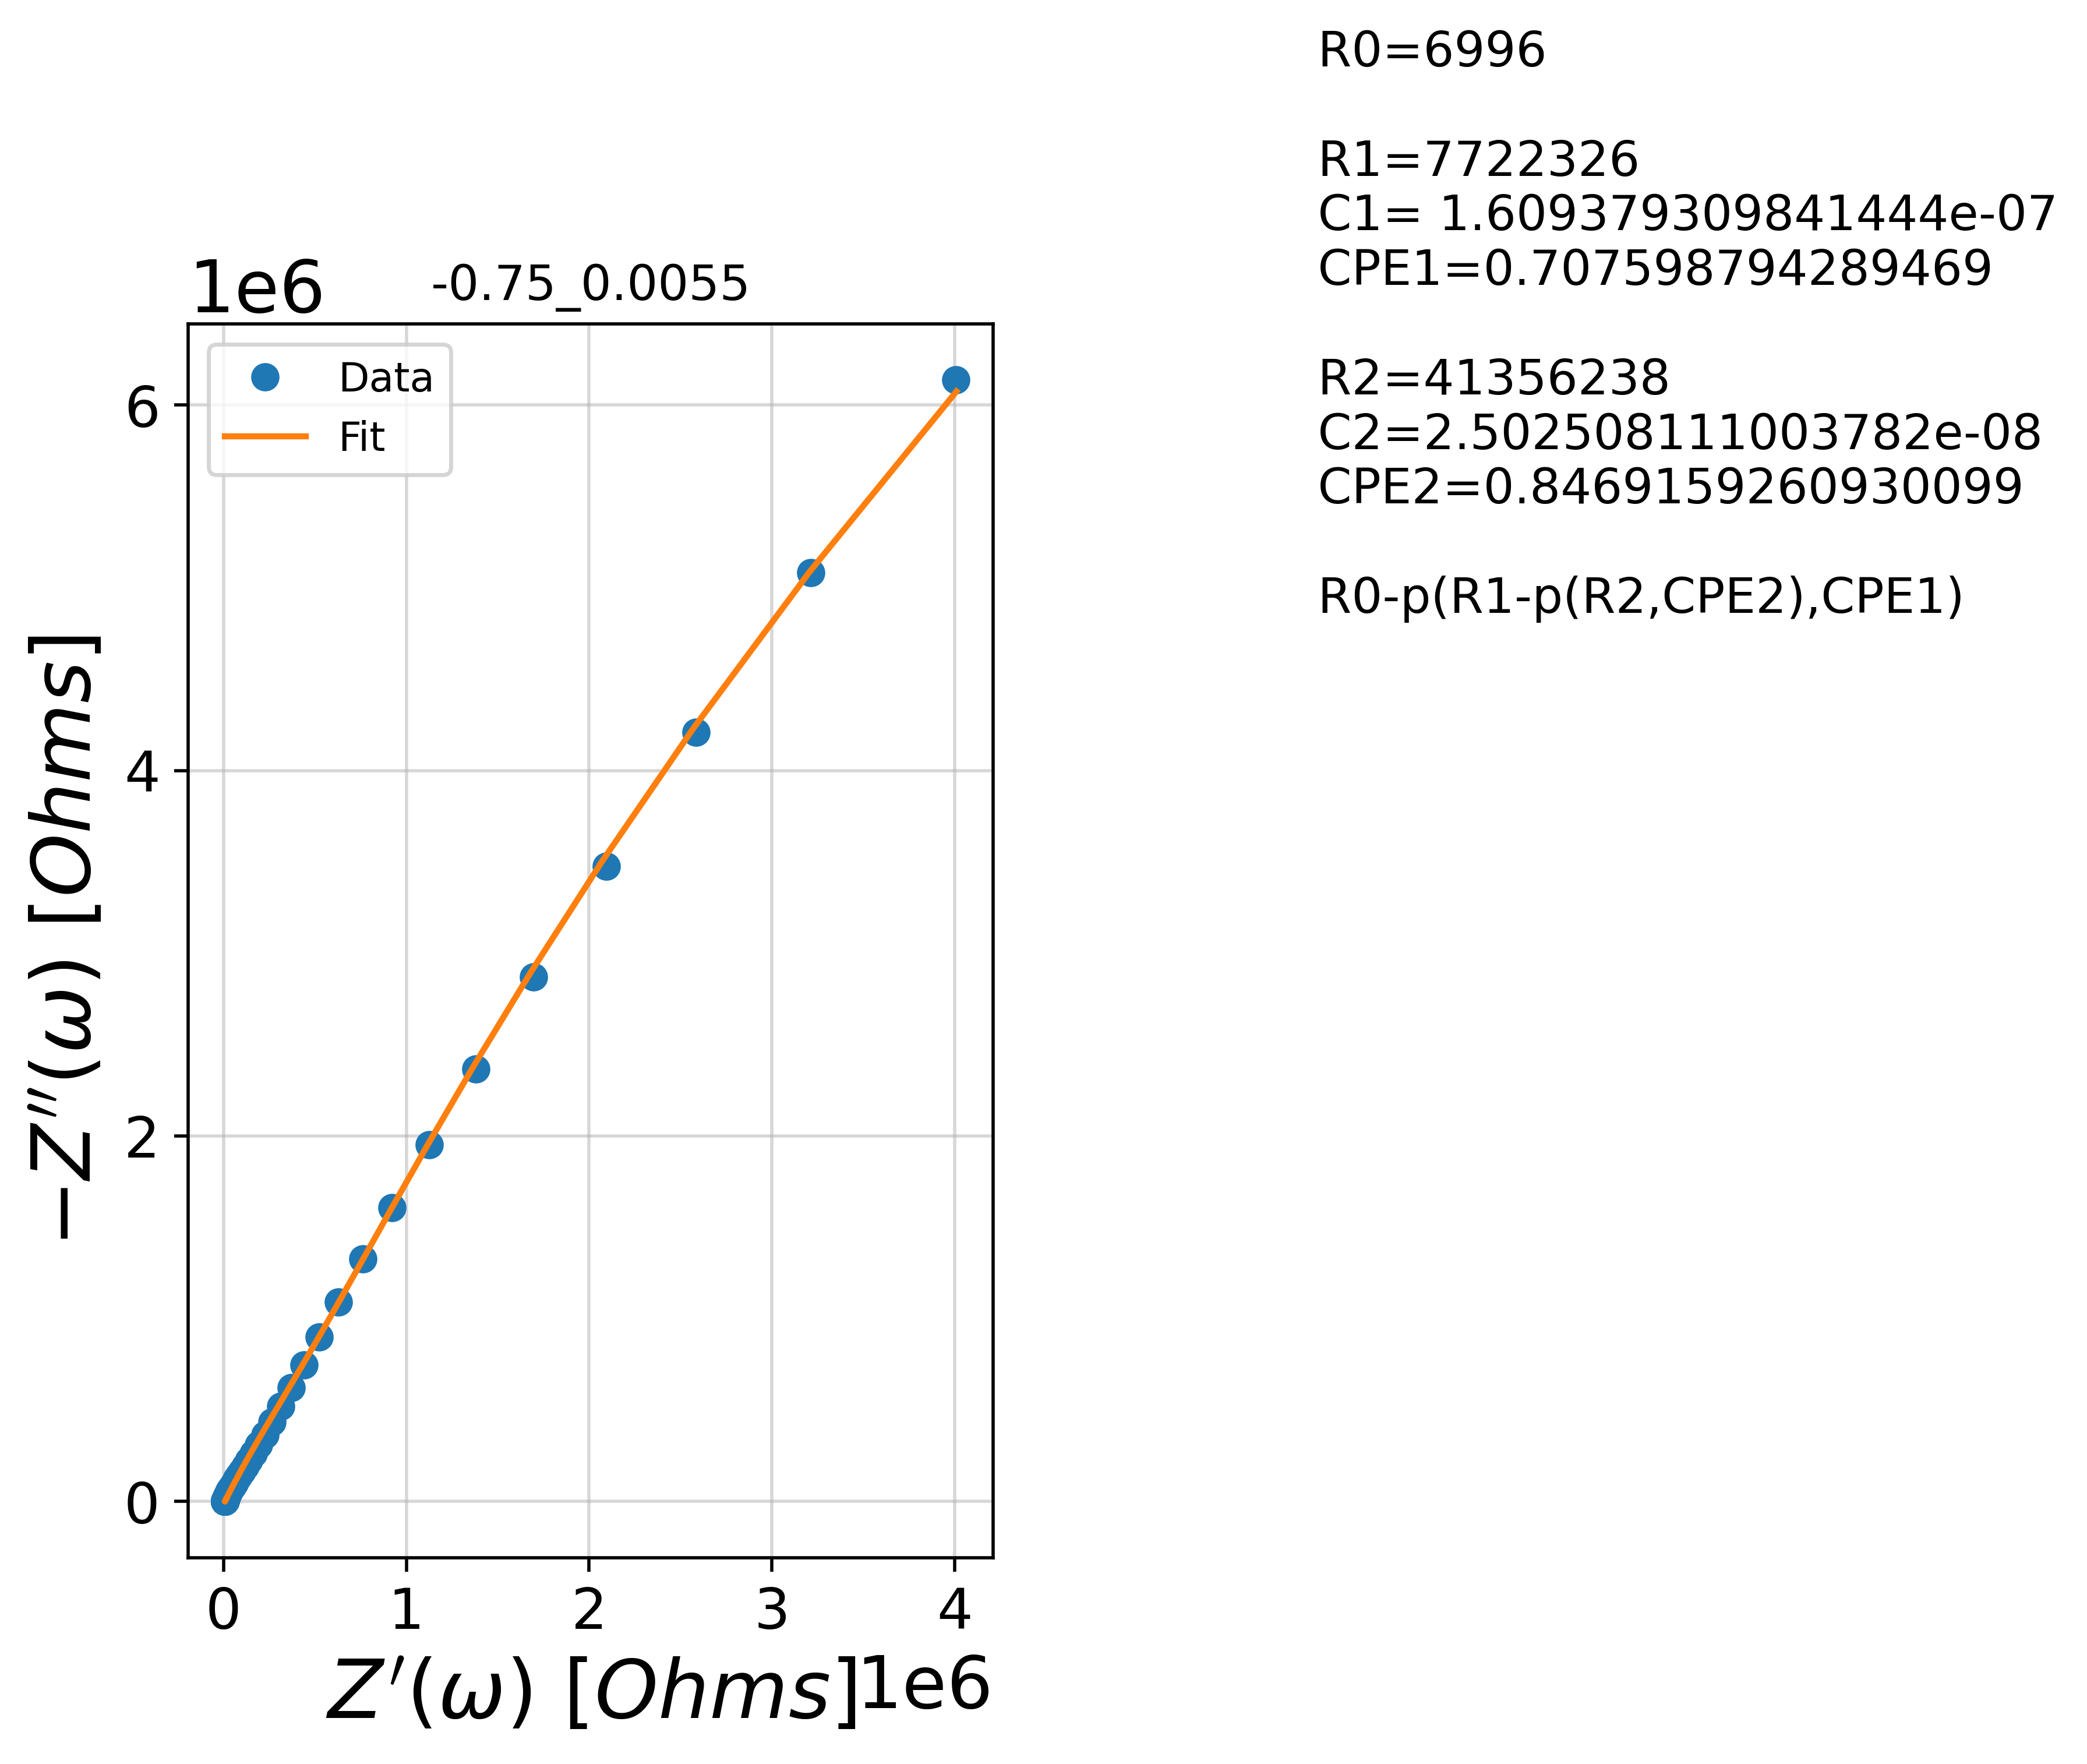 R0=6996
R1=7722326
C1= 1.609379309841444e-07
CPE1=0.707598794289469
R2=41356238
C2=2.502508111003782e-08
CPE2=0.8469159260930099
R0-p(R1-p(R2,CPE2),CPE1)
1e6
-0.75_0.0055
Data
Fit
6
4
2
0
−Z′′(ω) [Ohms]
0 1 2 3 4
Z′(ω) [Ohms]
1e6